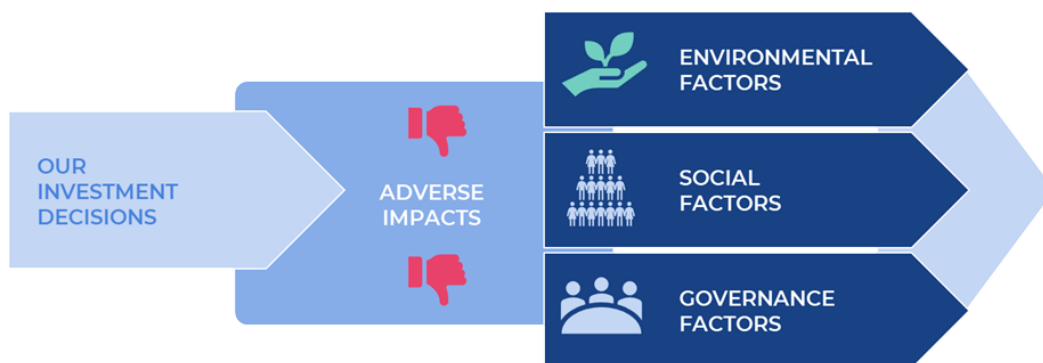 OUR
INVESTMENT
DECISIONS
ADVERSE
IMPACTS
ENVIRONMENTAL
FACTORS
SOCIAL
FACTORS
GOVERNANCE
FACTORS